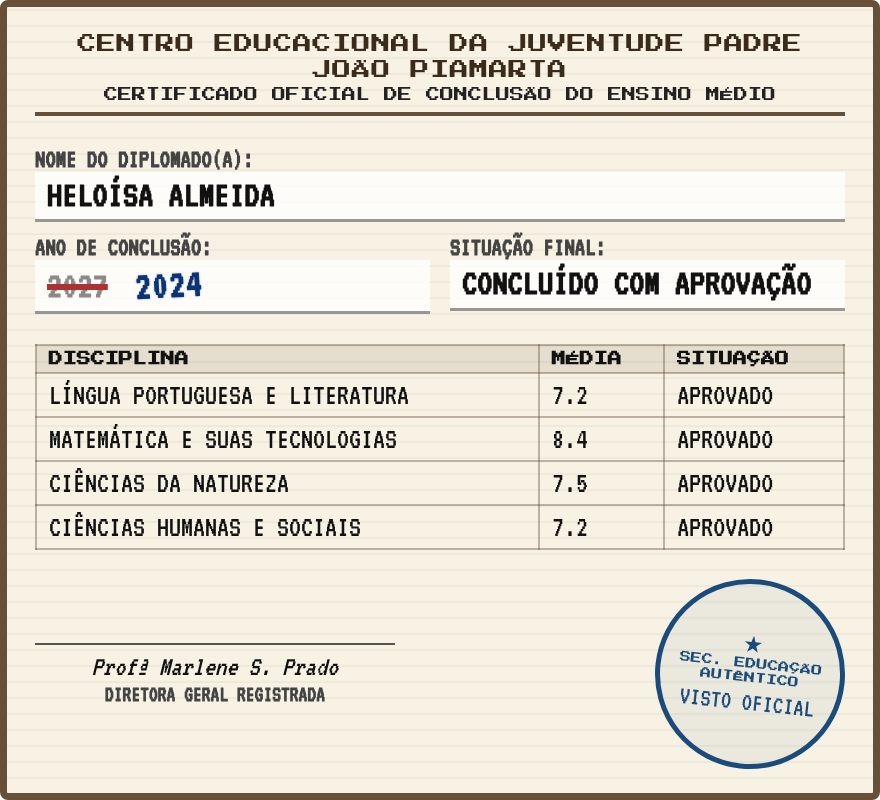 CENTRO EDUCACIONAL DA JUVENTUDE PADRE
JOÃO PIAMARTA
CERTIFICADO OFICIAL DE CONCLUSÃO DO ENSINO MéDIO
NOME DO DIPLOMADO(A):
HELOÍSA ALMEIDA
ANO DE CONCLUSÃO: SITUAÇÃO FINAL:
2027 2024 CONCLUÍDO COM APROVAÇÃO
DISCIPLINA MéDIA SITUAÇÃO
LÍNGUA PORTUGUESA E LITERATURA 7.2 APROVADO
MATEMÁTICA E SUAS TECNOLOGIAS 8.4 APROVADO
CIÊNCIAS DA NATUREZA 7.5 APROVADO
CIÊNCIAS HUMANAS E SOCIAIS 7.2 APROVADO
★
SEC. EDUCAÇÃO
AUTêNTICO
VISTO OFICIAL
Profª Marlene S. Prado
DIRETORA GERAL REGISTRADA